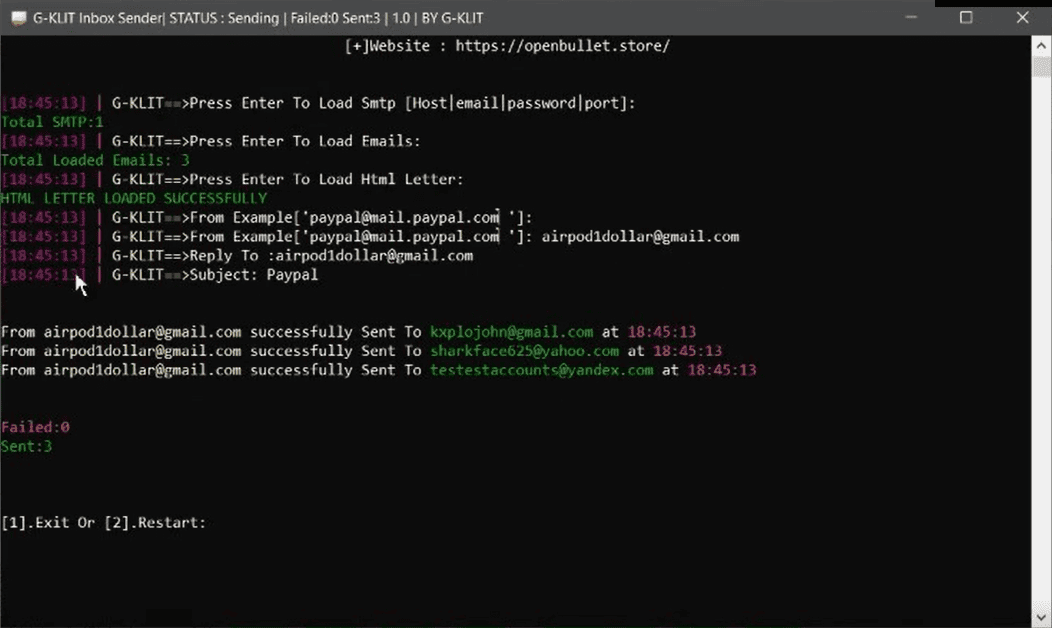 G-KLIT Inbox Sender| STATUS : Sending | Failed:0 Sent:3 | 1.0 | BY G-KLIT
[+]Website : https://openbullet.store/
[18:45:13] | G-KLIT==>Press Enter To Load Smtp [Host|email|password|port]:
Total SMTP:1
[18:45:13] | G-KLIT==>Press Enter To Load Emails:
Total Loaded Emails: 3
[18:45:13] | G-KLIT==>Press Enter To Load Html Letter:
HTML LETTER LOADED SUCCESSFULLY
[18:45:13] | G-KLIT==>From Example['paypal@mail.paypal.com ']:
[18:45:13] | G-KLIT==>From Example['paypal@mail.paypal.com ']: airpod1dollar@gmail.com
[18:45:13] | G-KLIT==>Reply To :airpod1dollar@gmail.com
[18:45:13] | G-KLIT==>Subject: Paypal
From airpod1dollar@gmail.com successfully Sent To kxplojohn@gmail.com at 18:45:13
From airpod1dollar@gmail.com successfully Sent To sharkface625@yahoo.com at 18:45:13
From airpod1dollar@gmail.com successfully Sent To testestaccounts@yandex.com at 18:45:13
Failed:0
Sent:3
[1].Exit Or [2].Restart: